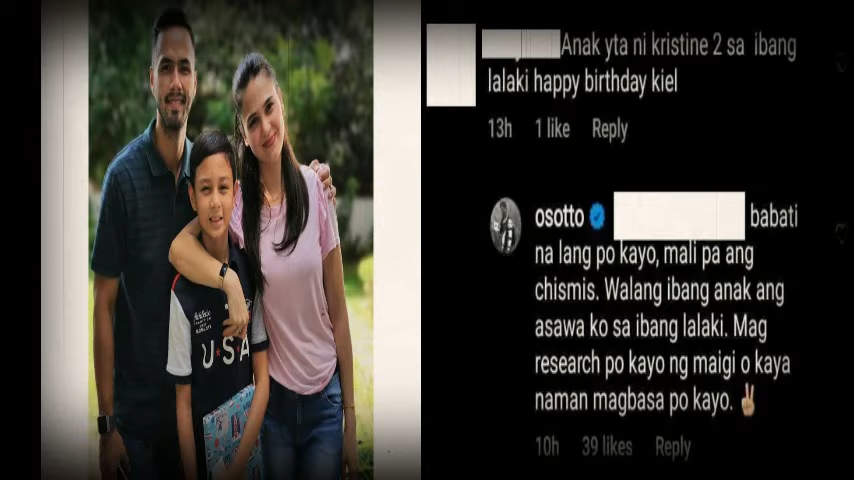 Anak yta ni kristine 2 sa ibang
lalaki happy birthday kiel
13h 1 like Reply
osotto babati
na lang po kayo, mali pa ang
chismis. Walang ibang anak ang
asawa ko sa ibang lalaki. Mag
research po kayo ng maigi o kaya
naman magbasa po kayo. ✌🏼
10h 39 likes Reply
U★S★A